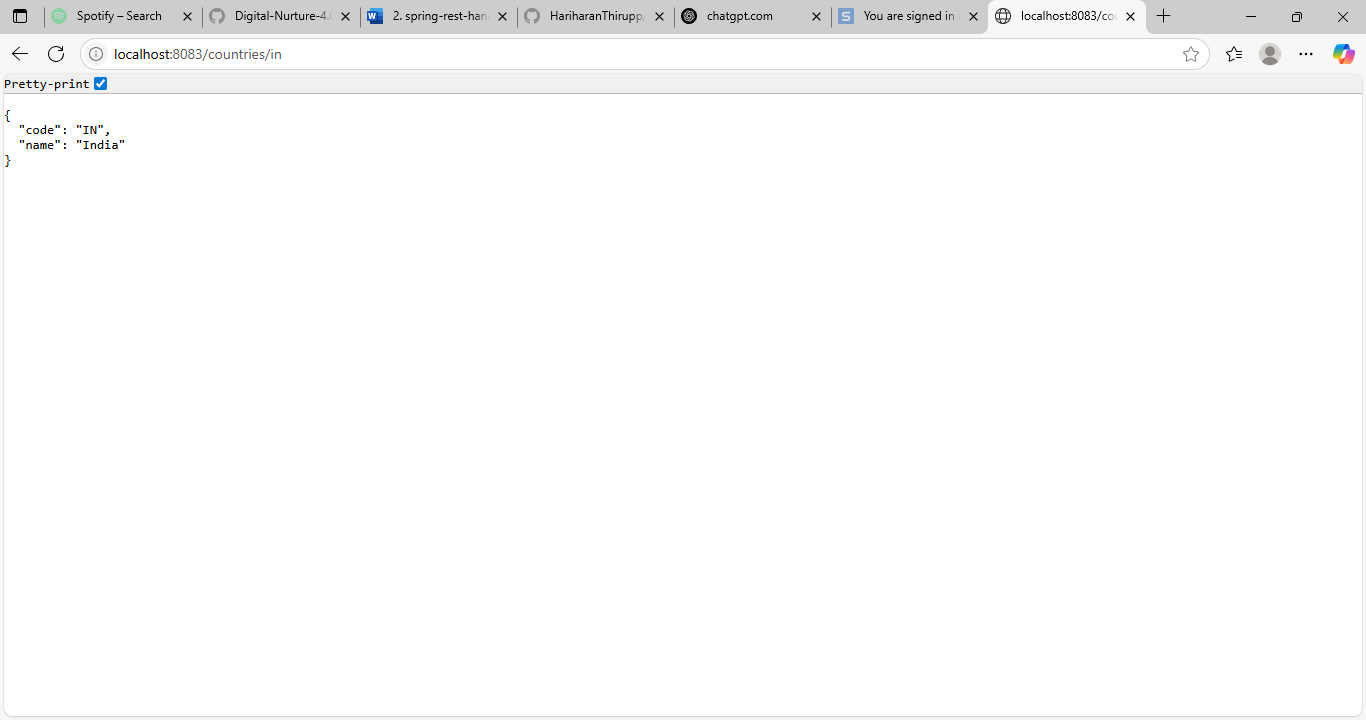 Spotify – Search
Digital-Nurture-4.
2. spring-rest-han
HariharanThirupp
chatgpt.com
You are signed in
localhost:8083/cou
localhost:8083/countries/in
Pretty-print
{
"code": "IN",
"name": "India"
}